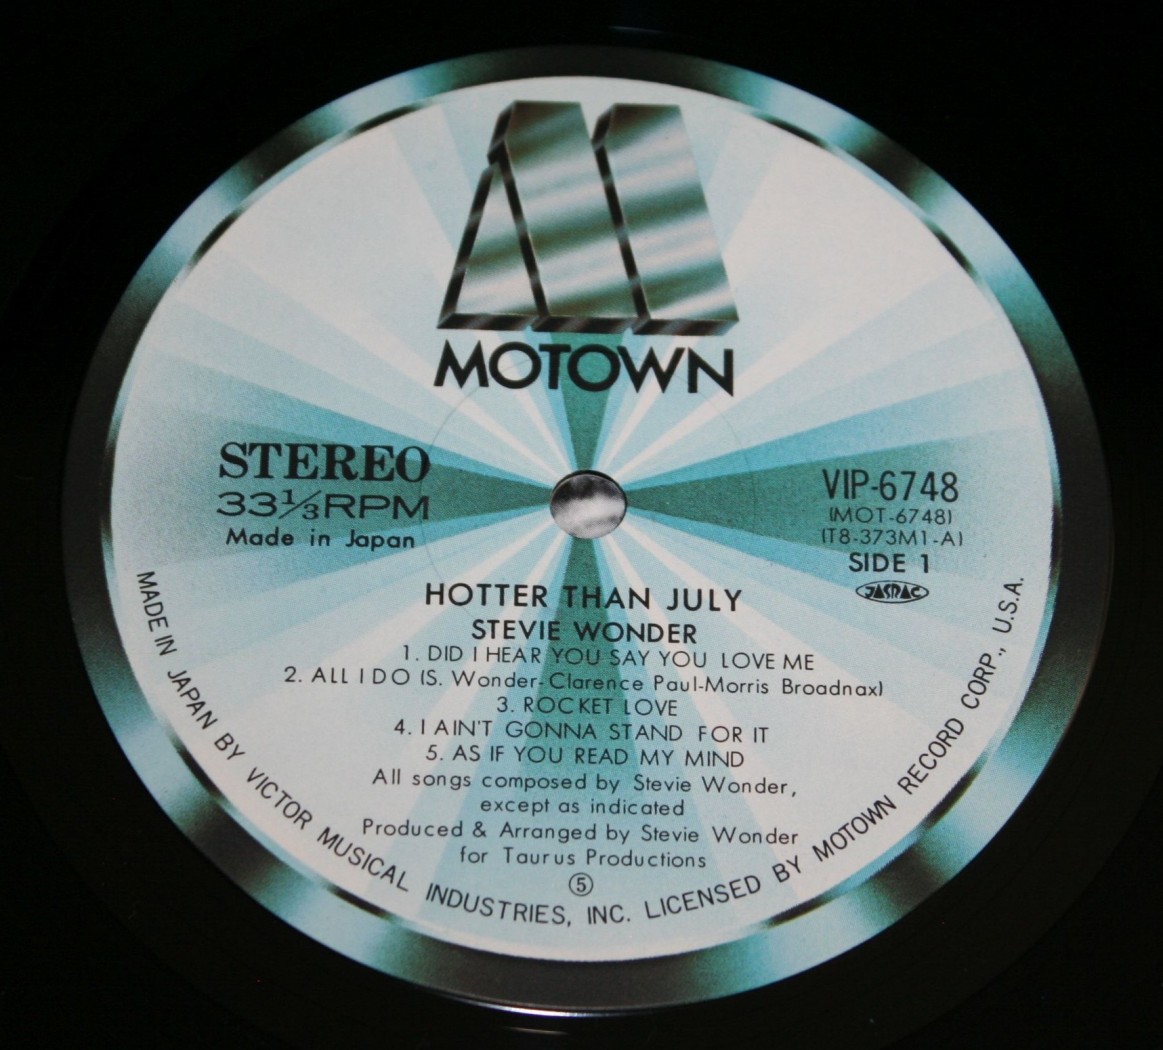 MOTOWN
STEREO
33⅓RPM
Made in Japan
VIP-6748
(MOT-6748)
(T8-373M1-A)
SIDE 1
JASRAC
HOTTER THAN JULY
STEVIE WONDER
1. DID I HEAR YOU SAY YOU LOVE ME
2. ALL I DO (S. Wonder-Clarence Paul-Morris Broadnax)
3. ROCKET LOVE
4. I AIN'T GONNA STAND FOR IT
5. AS IF YOU READ MY MIND
All songs composed by Stevie Wonder,
except as indicated
Produced & Arranged by Stevie Wonder
for Taurus Productions
⑤
MADE IN JAPAN BY VICTOR MUSICAL INDUSTRIES, INC. LICENSED BY MOTOWN RECORD CORP., U.S.A.